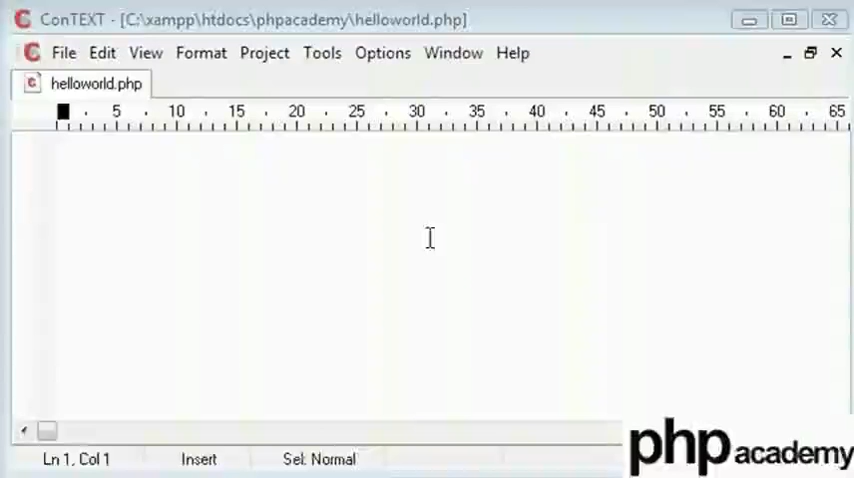 ConTEXT - [C:\xampp\htdocs\phpacademy\helloworld.php]
File Edit View Format Project Tools Options Window Help
helloworld.php
5 10 15 20 25 30 35 40 45 50 55 60 65
Ln 1, Col 1 Insert Sel: Normal
php academy